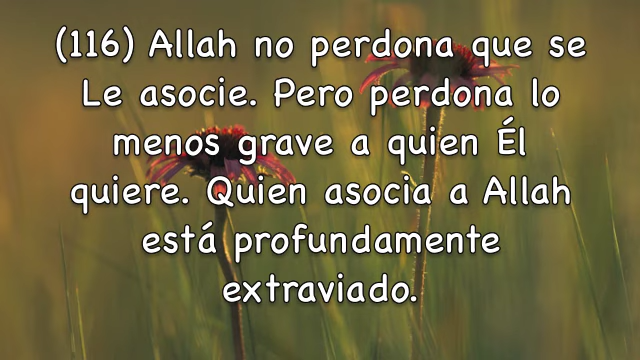 (116) Allah no perdona que se
Le asocie. Pero perdona lo
menos grave a quien Él
quiere. Quien asocia a Allah
está profundamente
extraviado.